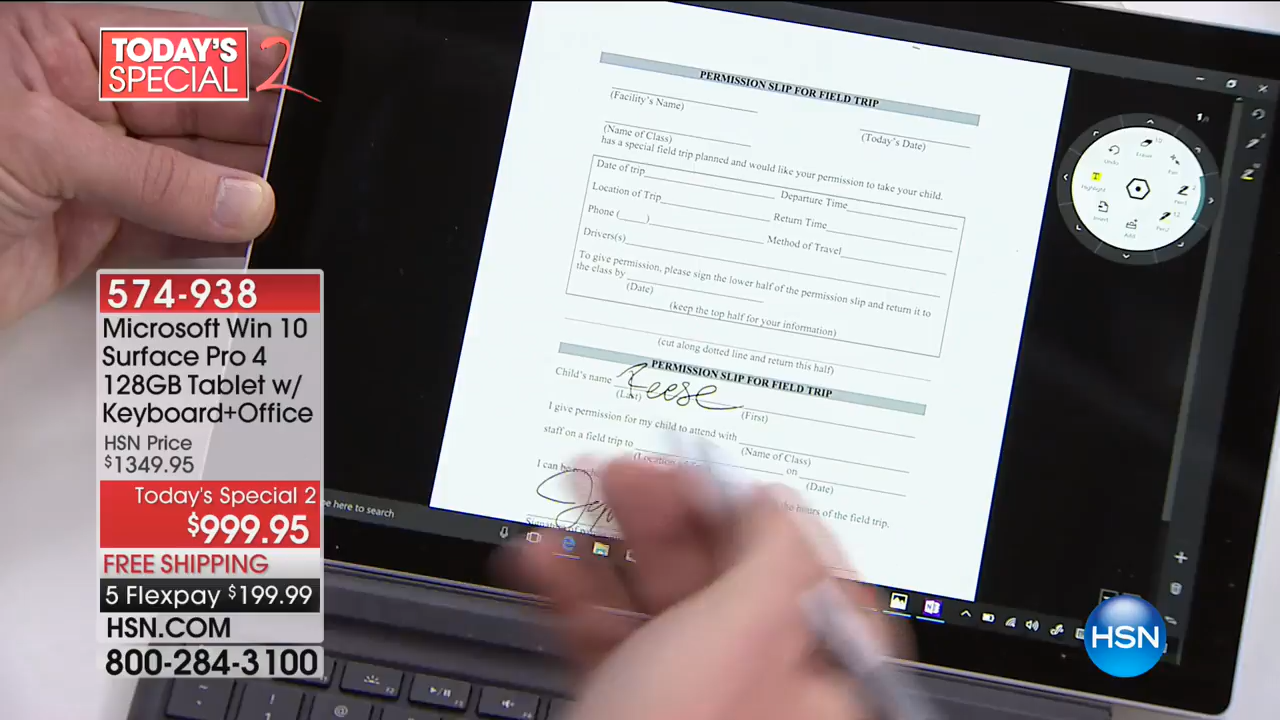 TODAY'S
SPECIAL 2
574-938
Microsoft Win 10
Surface Pro 4
128GB Tablet w/
Keyboard+Office
HSN Price
$1349.95
Today's Special 2
$999.95
FREE SHIPPING
5 Flexpay $199.99
HSN.COM
800-284-3100
PERMISSION SLIP FOR FIELD TRIP
(Facility's Name)
(Name of Class) (Today's Date)
has a special field trip planned and would like your permission to take your child.
Date of trip Departure Time
Location of Trip Return Time
Phone ( ) Method of Travel
Drivers(s)
To give permission, please sign the lower half of the permission slip and return it to
the class by
(Date)
(keep the top half for your information)
(cut along dotted line and return this half)
PERMISSION SLIP FOR FIELD TRIP
Child's name Reese
(Last) (First)
I give permission for my child to attend with
(Name of Class)
staff on a field trip to on
(Date)
I can be the hours of the field trip.
Undo
Eraser
Pen
Highlight
Insert
Add
here to search
HSN